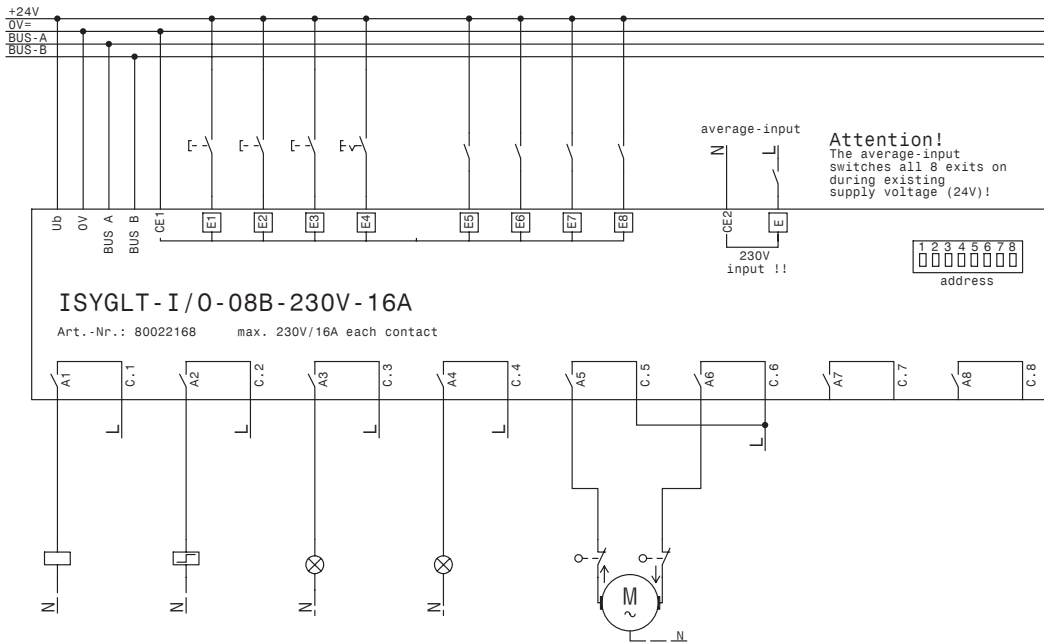 +24V
0V=
BUS-A
BUS-B
average-input
N
L
Attention!
The average-input
switches all 8 exits on
during existing
supply voltage (24V)!
Ub
0V
BUS A
BUS B
CE1
E1
E2
E3
E4
E5
E6
E7
E8
CE2
E
230V
input !!
1 2 3 4 5 6 7 8
address
ISYGLT-I/O-08B-230V-16A
Art.-Nr.: 80022168 max. 230V/16A each contact
A1
C.1
A2
C.2
A3
C.3
A4
C.4
A5
C.5
A6
C.6
A7
C.7
A8
C.8
L
L
L
L
L
M
~
N
N
N
N
N